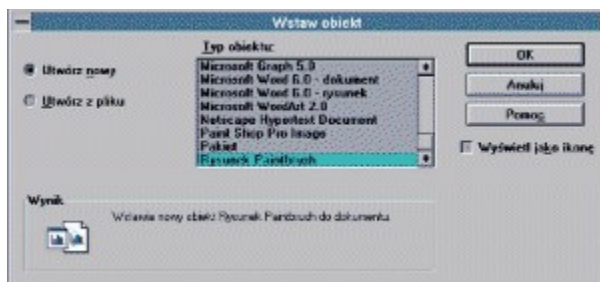 Wstaw obiekt
Utwórz nowy
Utwórz z pliku
Typ obiektu:
Microsoft Graph 5.0
Microsoft Word 6.0 - dokument
Microsoft Word 6.0 - rysunek
Microsoft WordArt 2.0
Netscape Hypertext Document
Paint Shop Pro Image
Pakiet
Rysunek Paintbrush
OK
Anuluj
Pomoc
Wyświetl jako ikonę
Wynik
Wstawia nowy obiekt Rysunek Paintbrush do dokumentu.